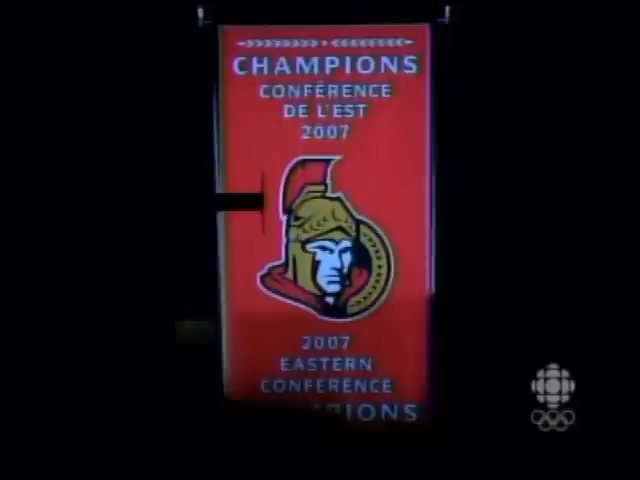 CHAMPIONS
CONFÉRENCE
DE L'EST
2007
2007
EASTERN
CONFERENCE